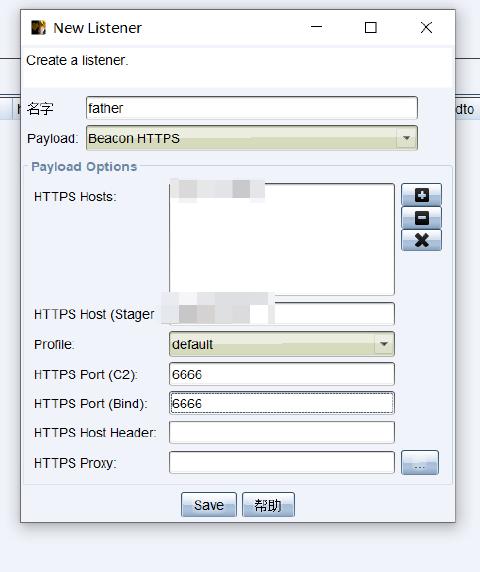 New Listener
Create a listener.
名字 father
Payload: Beacon HTTPS
Payload Options
HTTPS Hosts:
HTTPS Host (Stager
Profile: default
HTTPS Port (C2): 6666
HTTPS Port (Bind): 6666
HTTPS Host Header:
HTTPS Proxy: ...
Save 帮助
dto